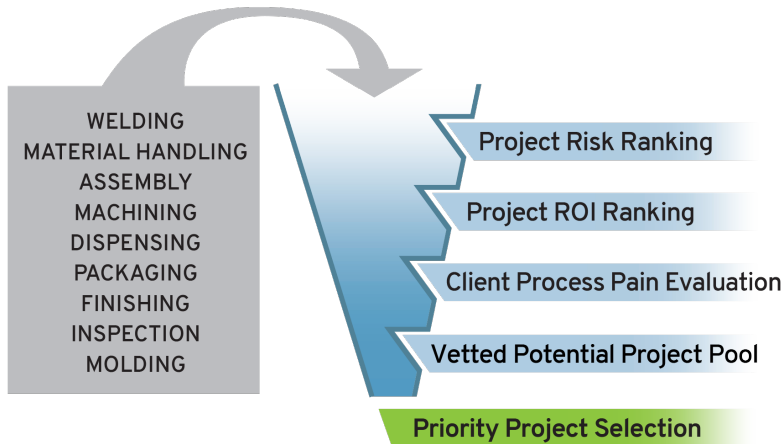 WELDING
MATERIAL HANDLING
ASSEMBLY
MACHINING
DISPENSING
PACKAGING
FINISHING
INSPECTION
MOLDING
Project Risk Ranking
Project ROI Ranking
Client Process Pain Evaluation
Vetted Potential Project Pool
Priority Project Selection